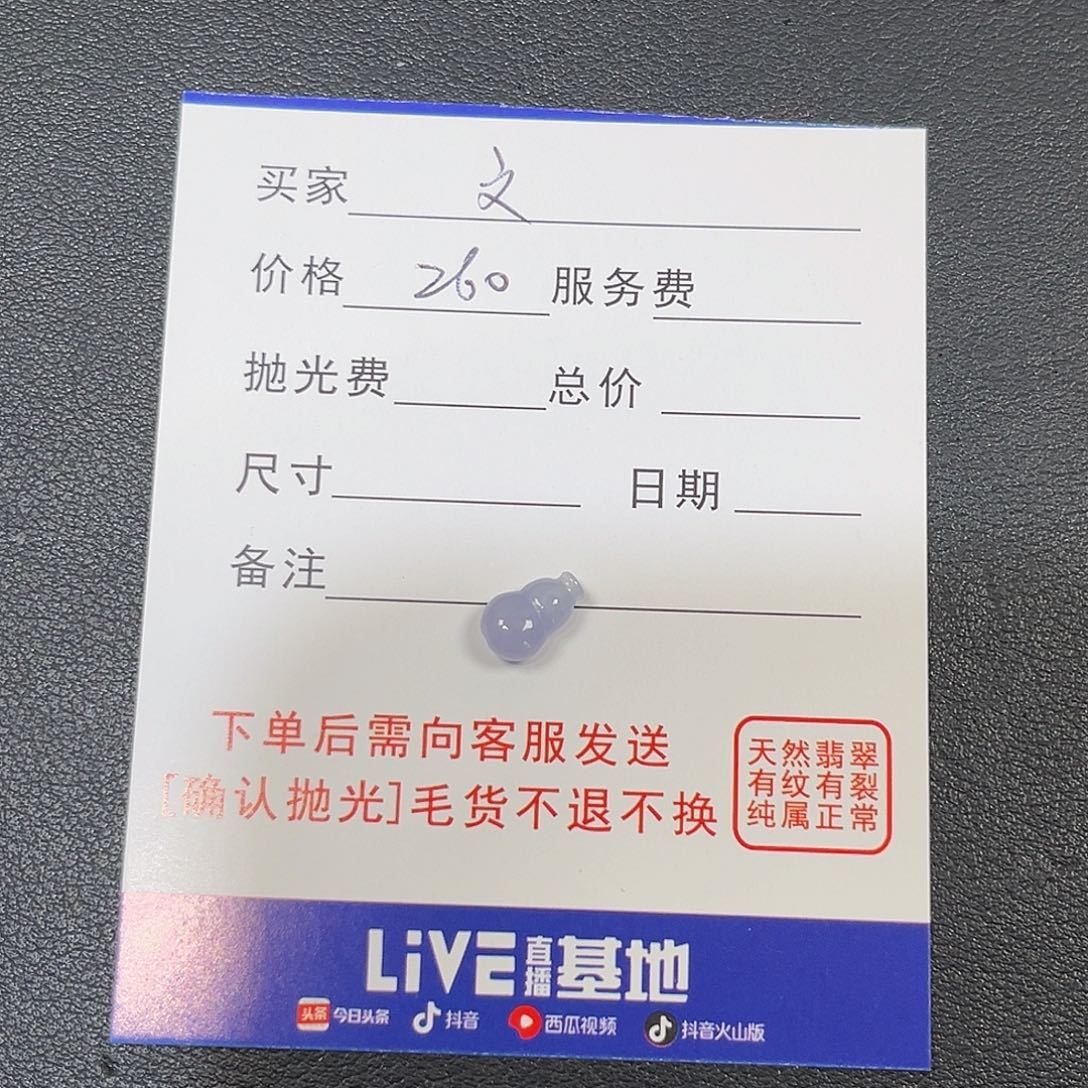 买家 文
价格 260 服务费
抛光费 总价
尺寸 日期
备注
下单后需向客服发送
[确认抛光]毛货不退不换
天然翡翠
有纹有裂
纯属正常
LiVE直播基地
头条 今日头条 抖音 西瓜视频 抖音火山版